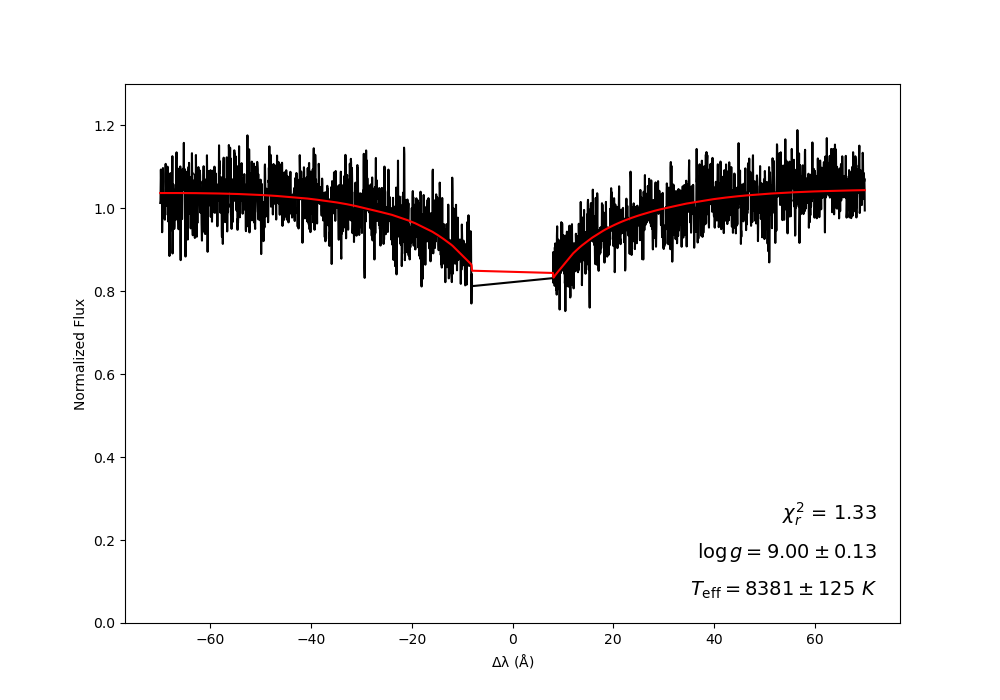 1.2
1.0
0.8
0.6
0.4
0.2
0.0
Normalized Flux
χ²ᵣ = 1.33
log g = 9.00 ± 0.13
T_eff = 8381 ± 125 K
−60 −40 −20 0 20 40 60
Δλ (Å)